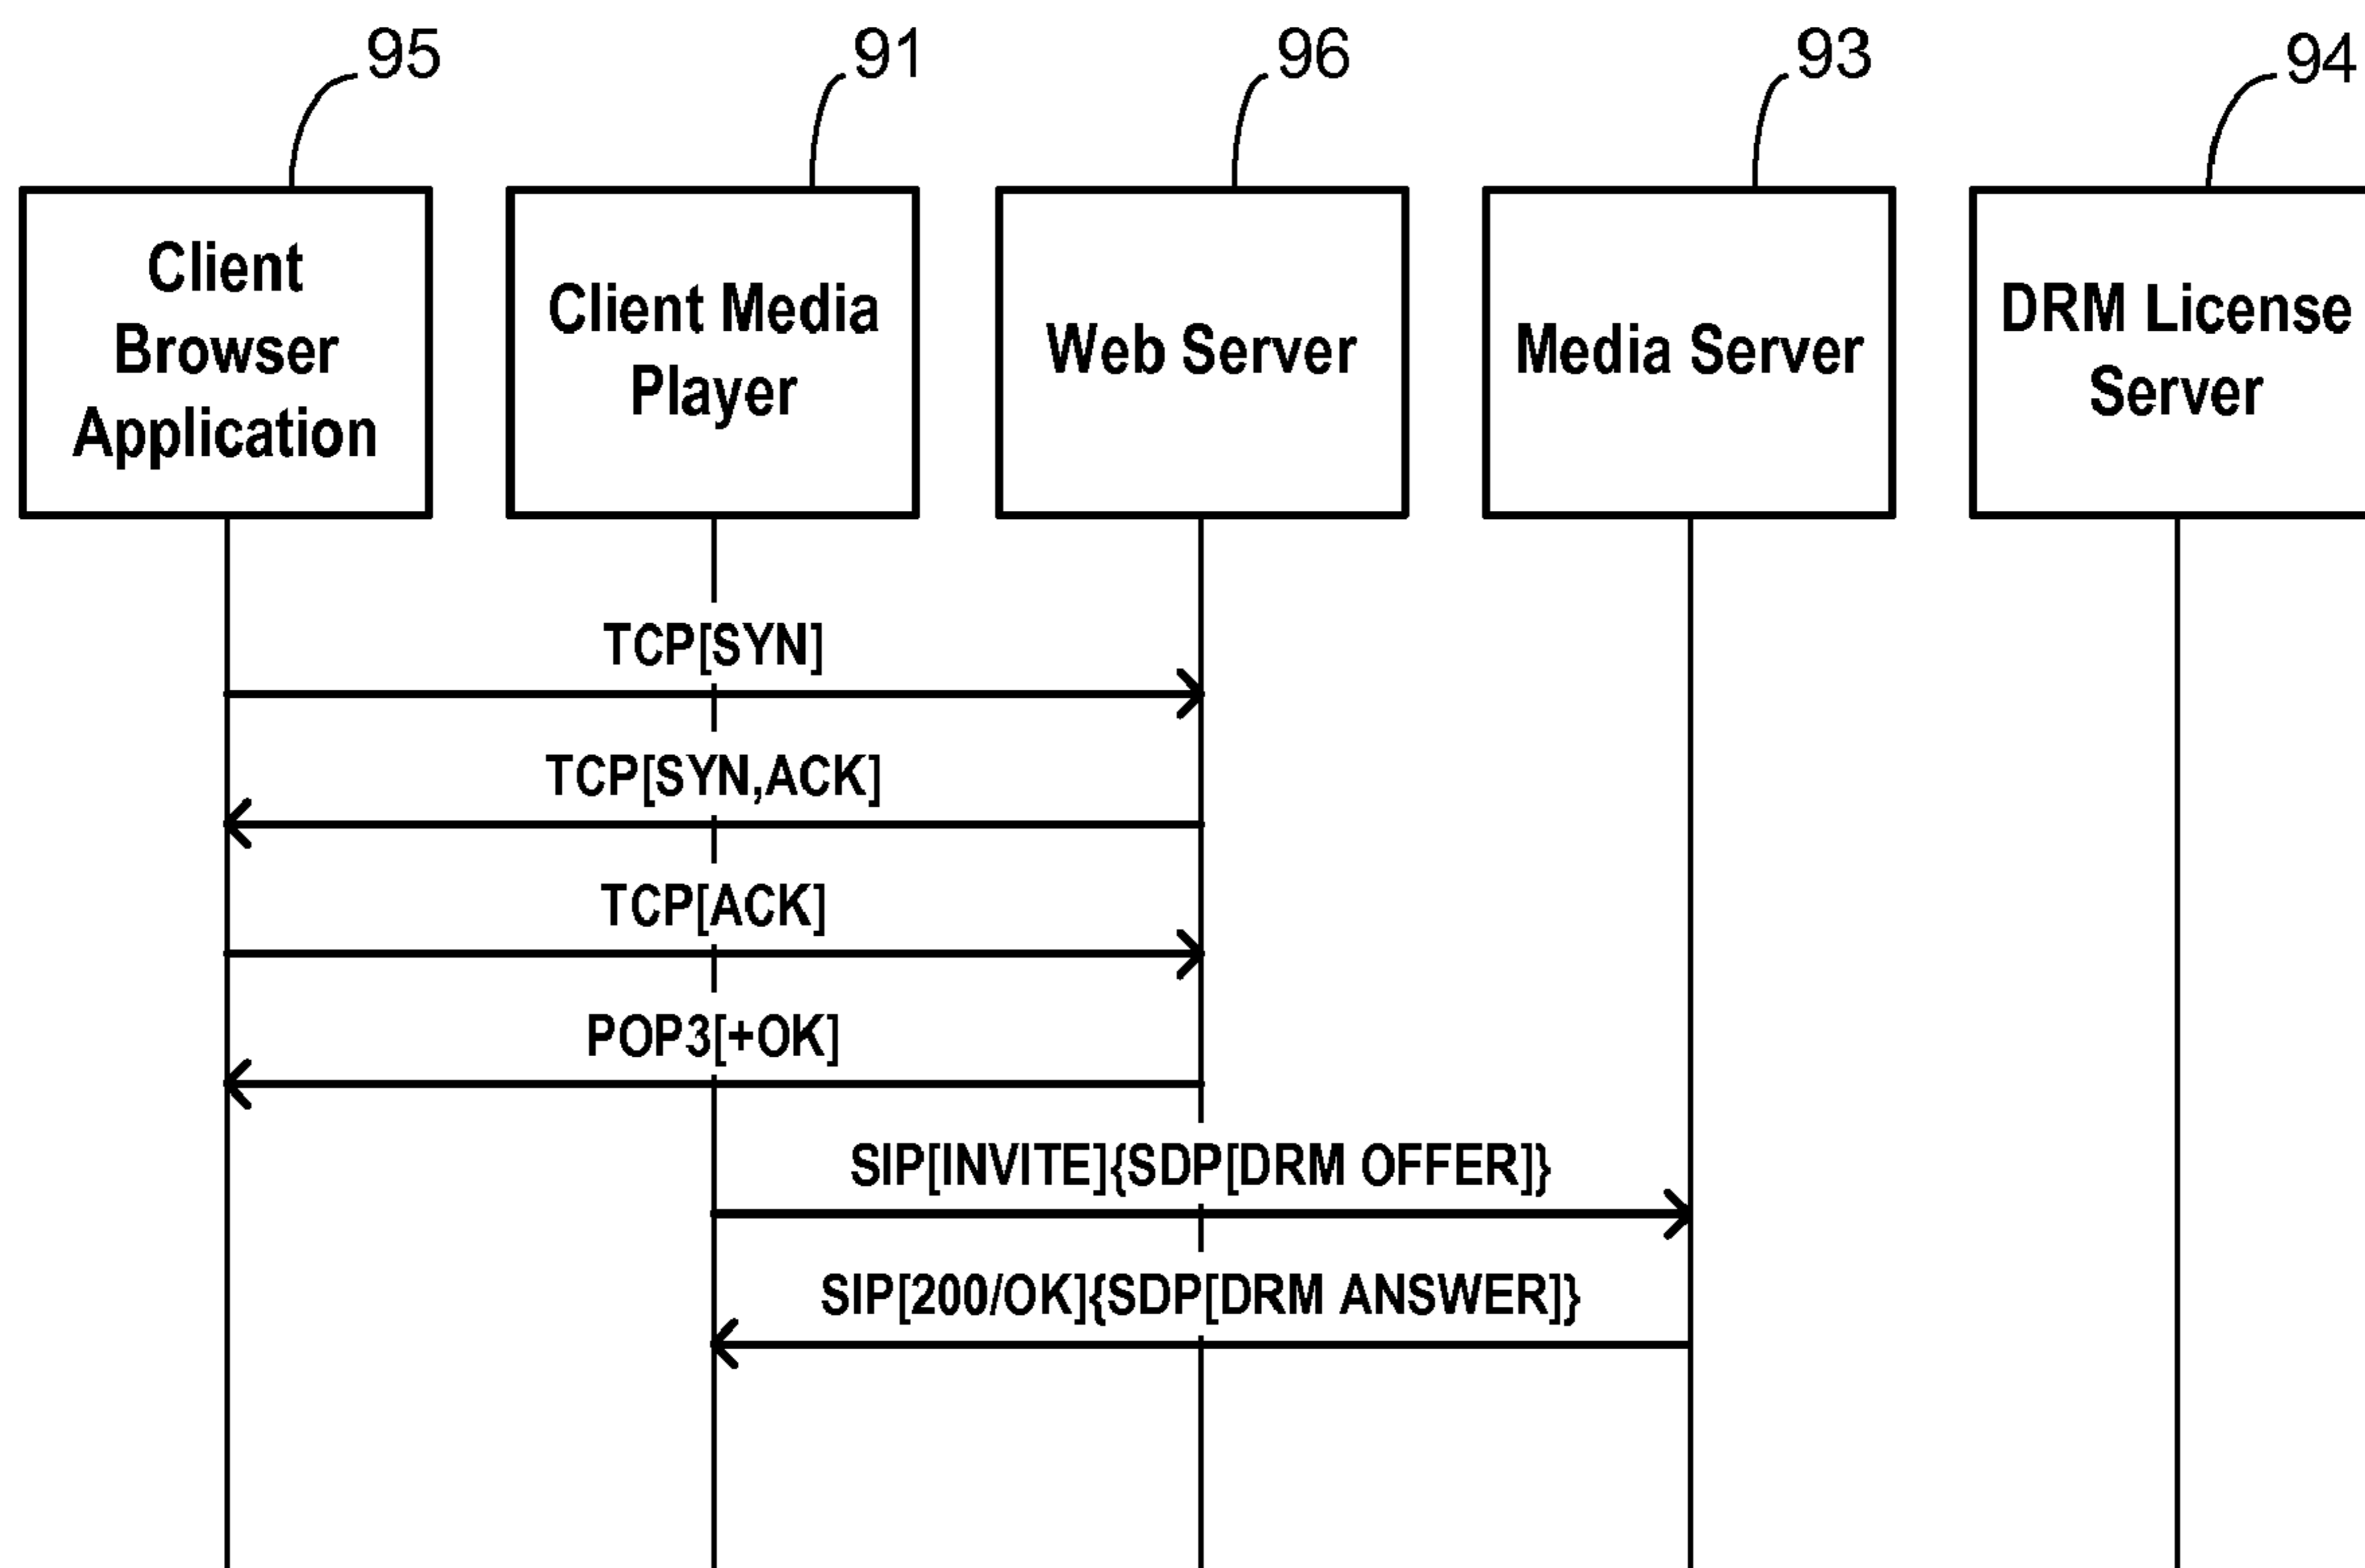 95
91
96
93
94
Client
Browser
Application
Client Media
Player
Web Server
Media Server
DRM License
Server
TCP[SYN]
TCP[SYN,ACK]
TCP[ACK]
POP3[+OK]
SIP[INVITE]{SDP[DRM OFFER]}
SIP[200/OK]{SDP[DRM ANSWER]}